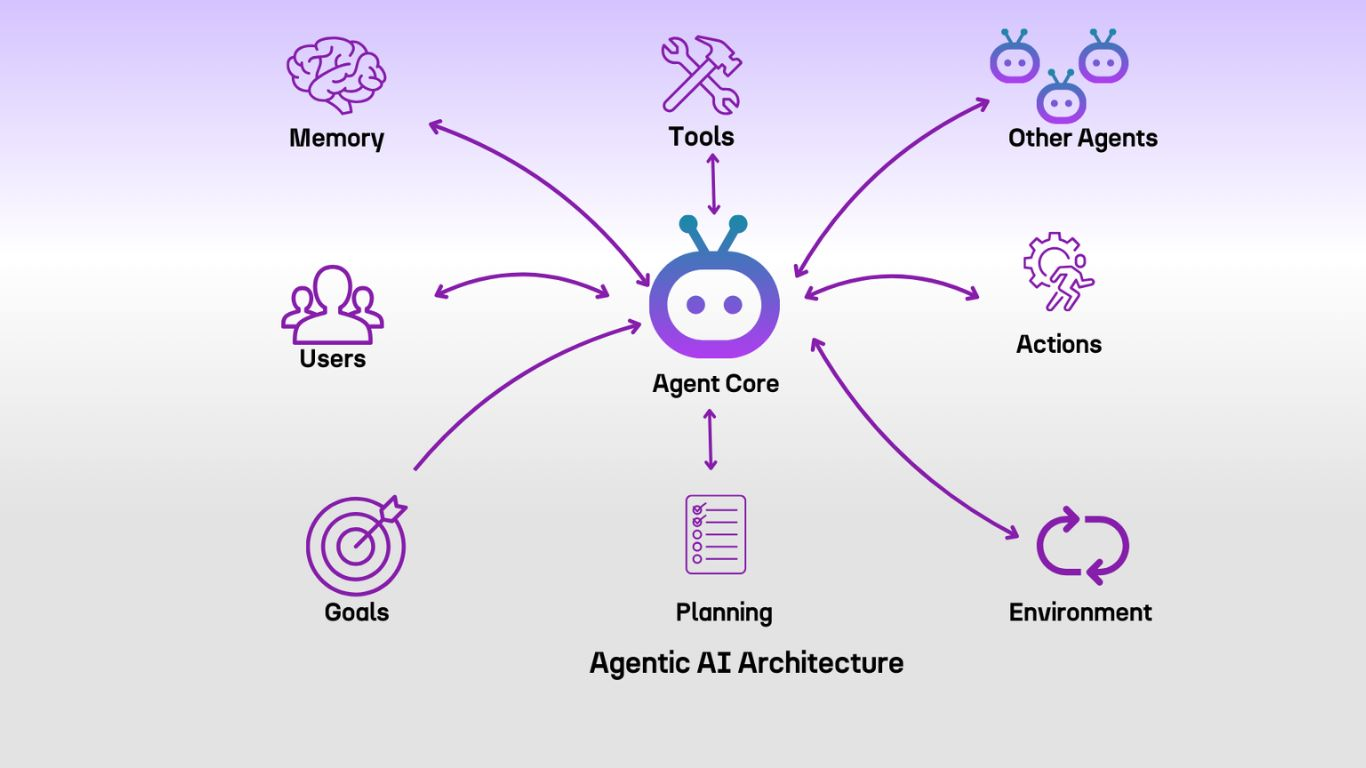 Memory
Tools
Other Agents
Users
Agent Core
Actions
Goals
Planning
Environment
Agentic AI Architecture